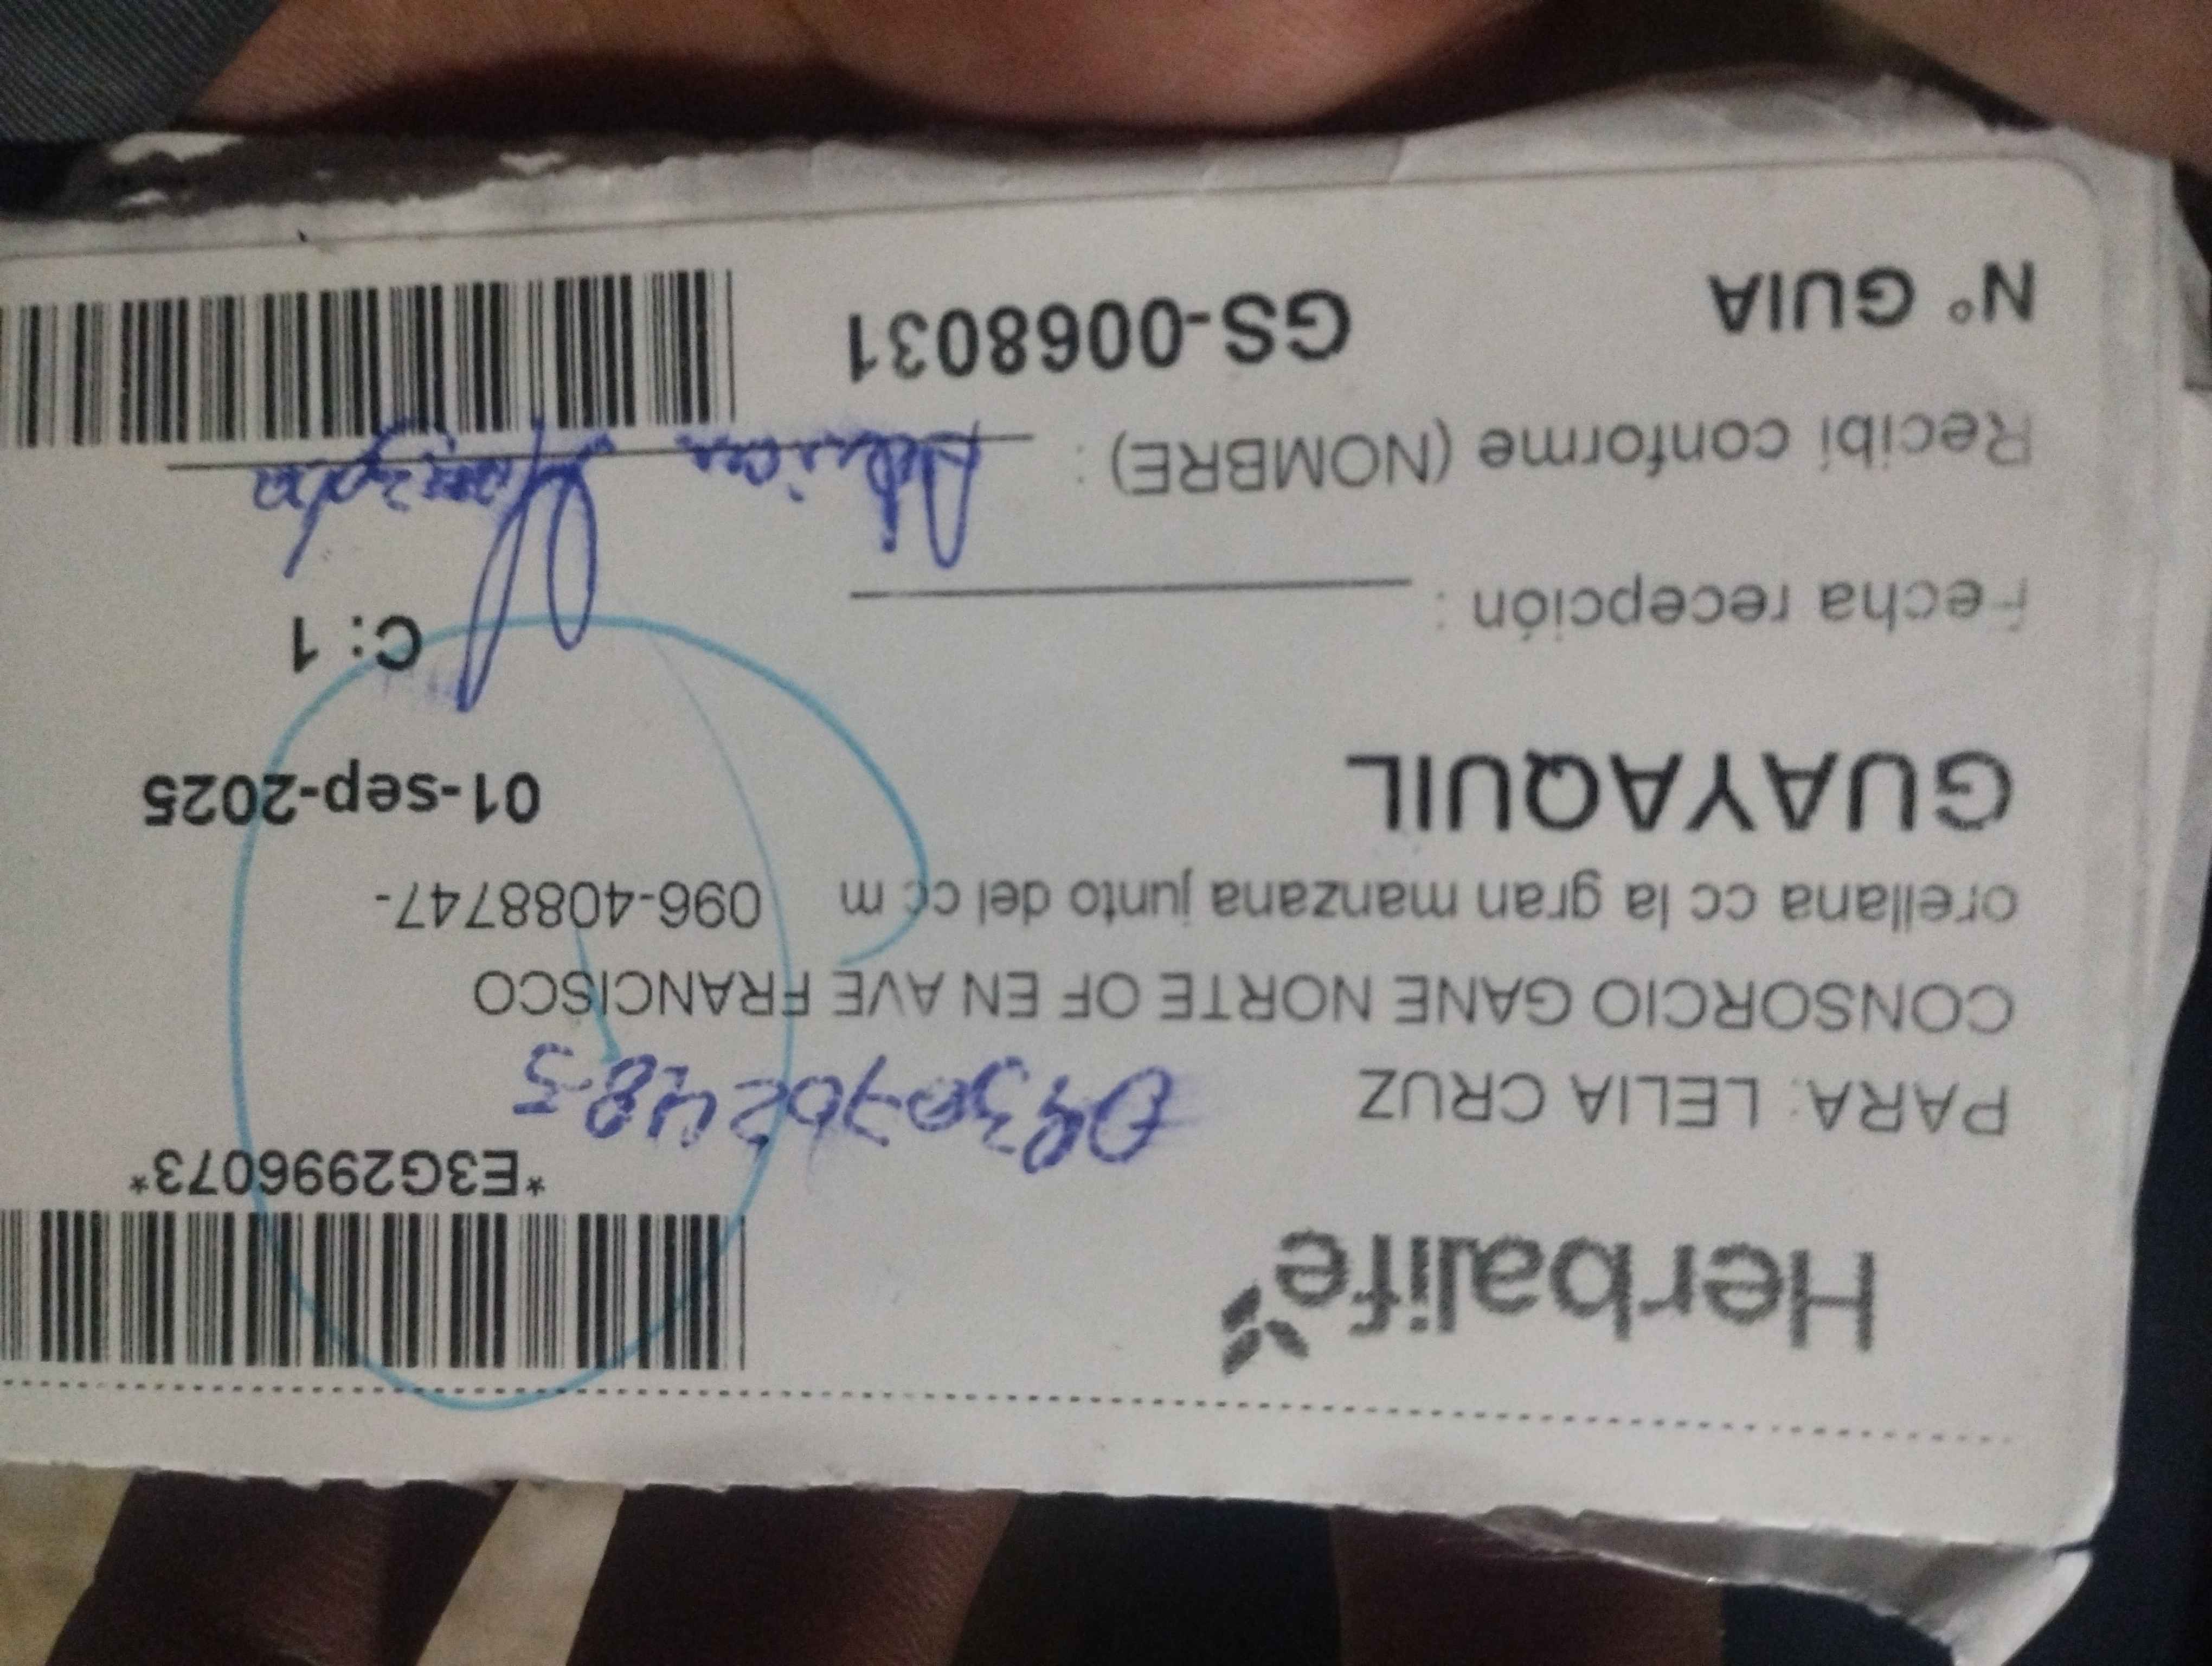 Herbalife
*E3G2996073*
PARA: LELIA CRUZ
CONSORCIO GANE NORTE OF EN AVE FRANCISCO
orellana cc la gran manzana junto del cc m 096-4088747-
GUAYAQUIL 01-sep-2025
C: 1
Fecha recepción :
Recibí conforme (NOMBRE) :
N° GUIA GS-0068031